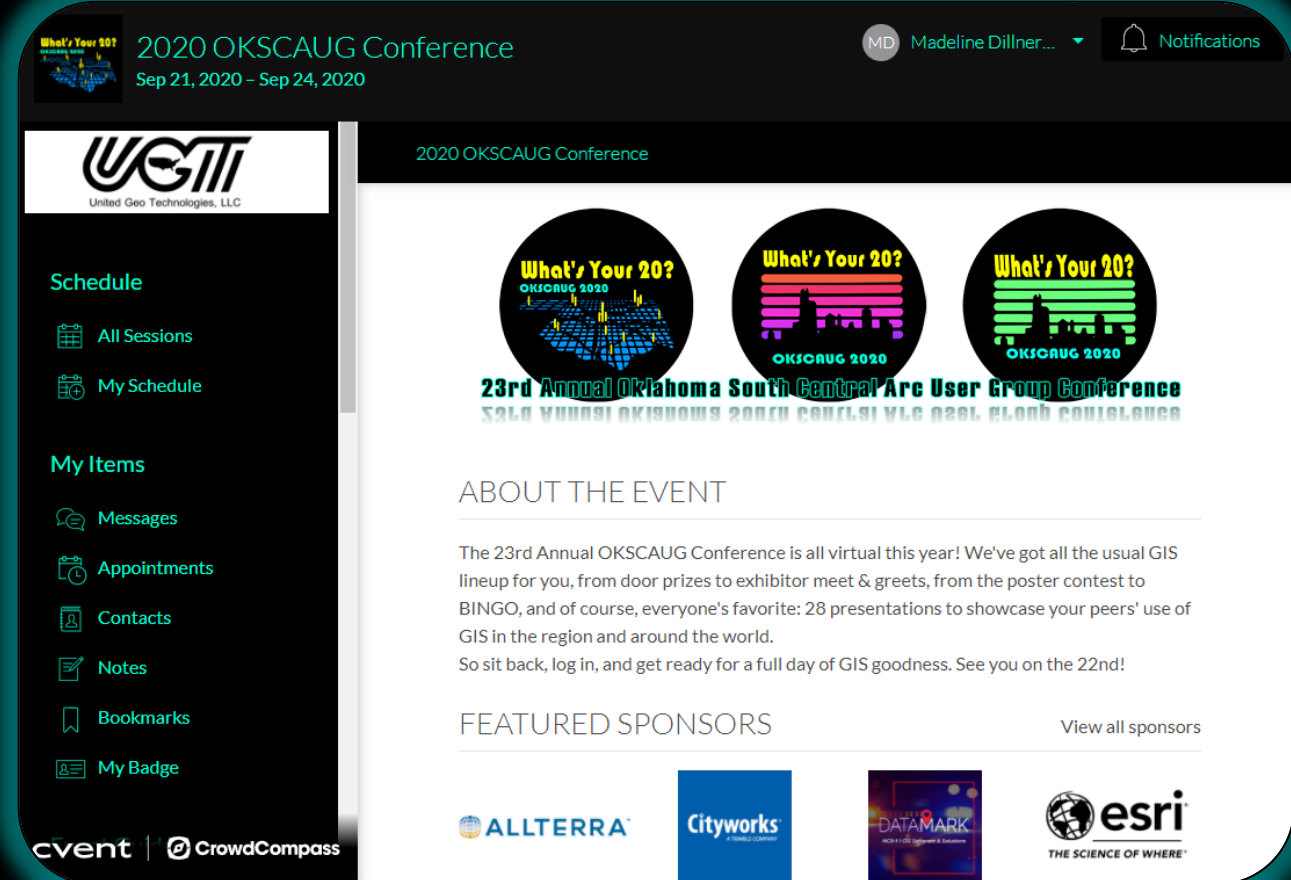 What's Your 20?
OKSCAUG 2020
2020 OKSCAUG Conference
Sep 21, 2020 – Sep 24, 2020
MD
Madeline Dillner...
Notifications
UGT
United Geo Technologies, LLC
2020 OKSCAUG Conference
Schedule
All Sessions
My Schedule
My Items
Messages
Appointments
Contacts
Notes
Bookmarks
My Badge
cvent
CrowdCompass
What's Your 20?
OKSCAUG 2020
What's Your 20?
OKSCAUG 2020
What's Your 20?
OKSCAUG 2020
23rd Annual Oklahoma South Central Arc User Group Conference
ABOUT THE EVENT
The 23rd Annual OKSCAUG Conference is all virtual this year! We've got all the usual GIS
lineup for you, from door prizes to exhibitor meet & greets, from the poster contest to
BINGO, and of course, everyone's favorite: 28 presentations to showcase your peers' use of
GIS in the region and around the world.
So sit back, log in, and get ready for a full day of GIS goodness. See you on the 22nd!
FEATURED SPONSORS
View all sponsors
ALLTERRA
Cityworks
A TRIMBLE COMPANY
DATAMARK
esri
THE SCIENCE OF WHERE